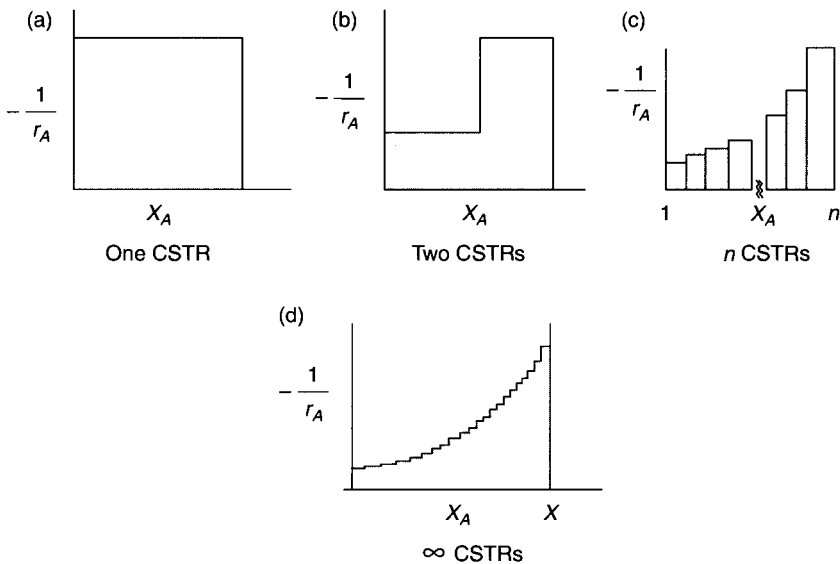 (a)
− 1/r_A
X_A
One CSTR
(b)
− 1/r_A
X_A
Two CSTRs
(c)
− 1/r_A
1 X_A n
n CSTRs
(d)
− 1/r_A
X_A X
∞ CSTRs